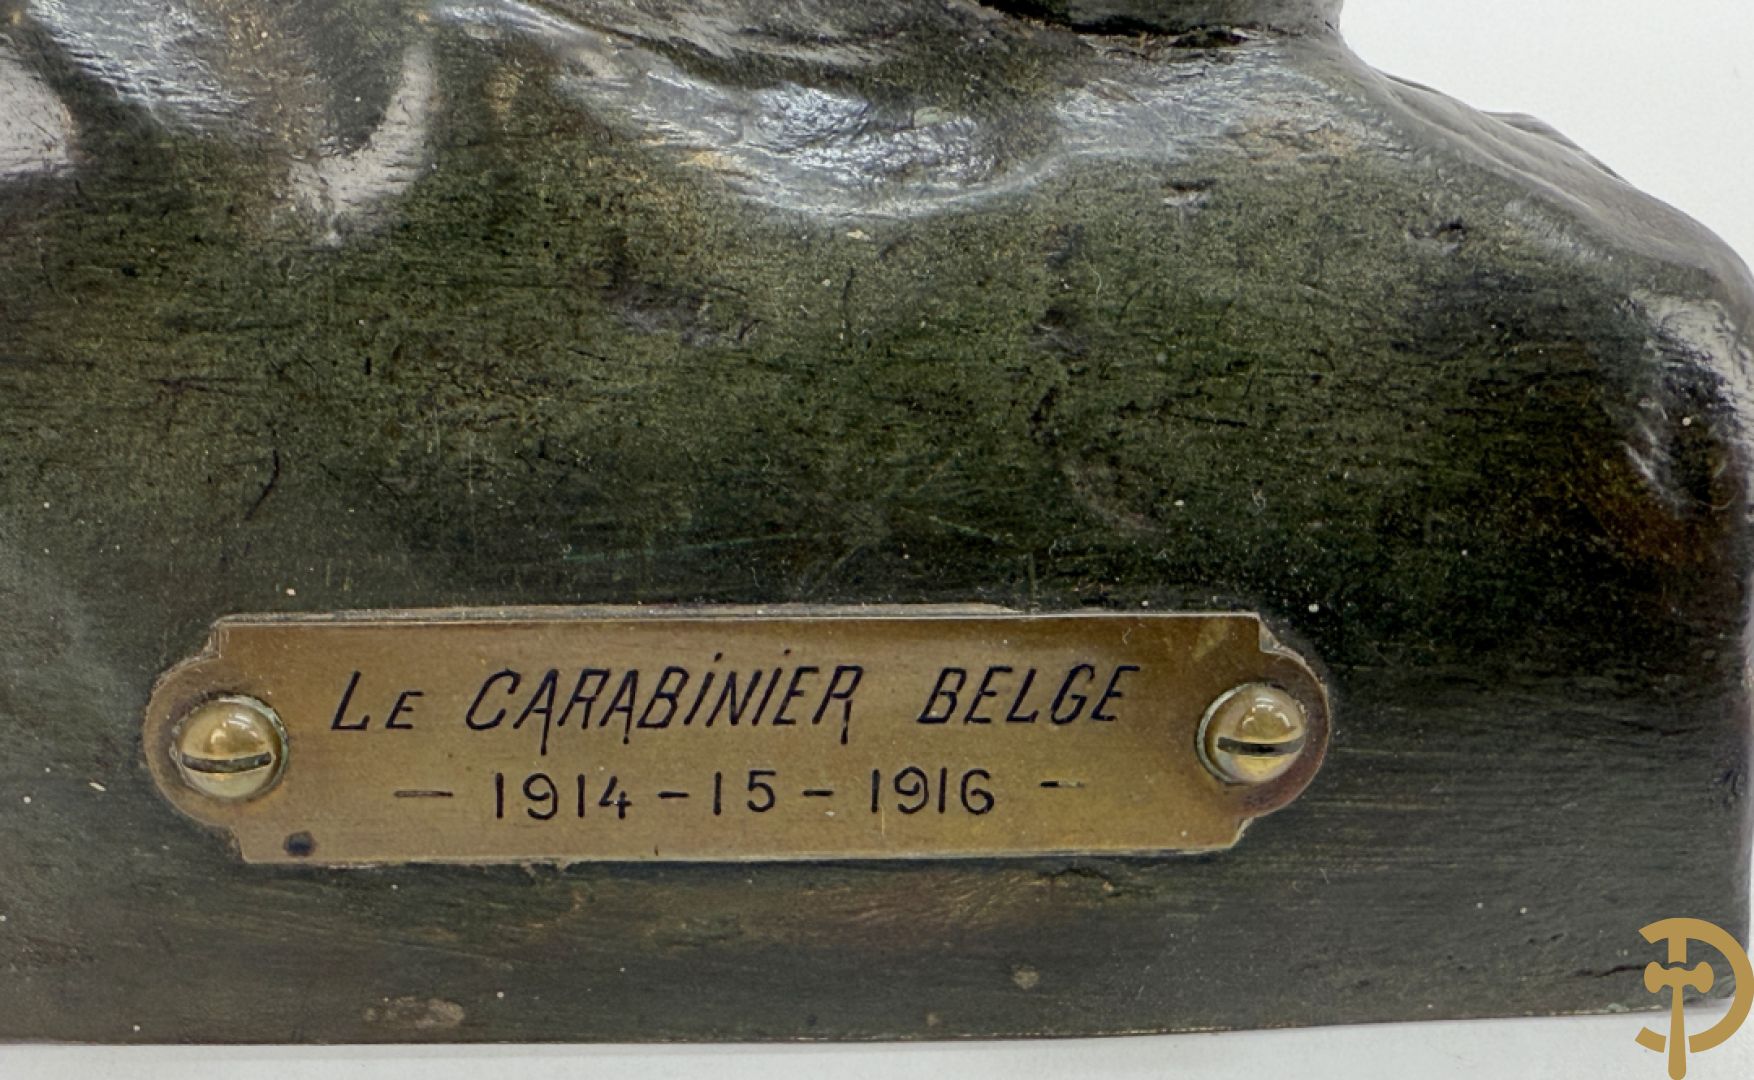 LE CARABiNiER BELGE
— 1914 - 15 - 1916 -